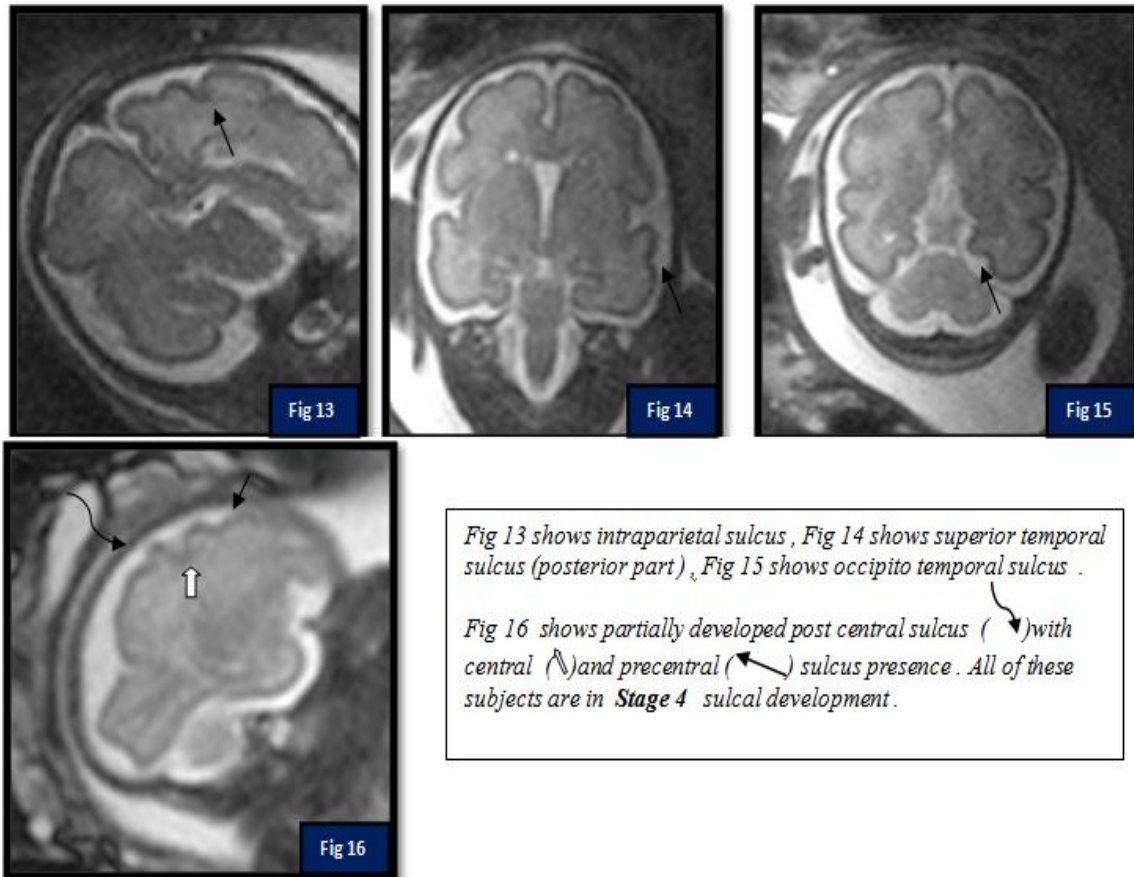 Fig 13
Fig 14
Fig 15
Fig 16
Fig 13 shows intraparietal sulcus , Fig 14 shows superior temporal
sulcus (posterior part) , Fig 15 shows occipito temporal sulcus .
Fig 16 shows partially developed post central sulcus ( )with
central ( )and precentral ( ) sulcus presence . All of these
subjects are in Stage 4 sulcal development .